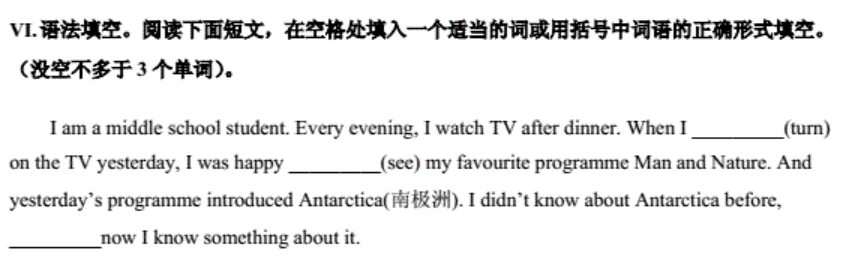 VI.语法填空。阅读下面短文，在空格处填入一个适当的词或用括号中词语的正确形式填空。
（没空不多于 3 个单词）。
I am a middle school student. Every evening, I watch TV after dinner. When I _________(turn)
on the TV yesterday, I was happy _________(see) my favourite programme Man and Nature. And
yesterday’s programme introduced Antarctica(南极洲). I didn’t know about Antarctica before,
_________now I know something about it.